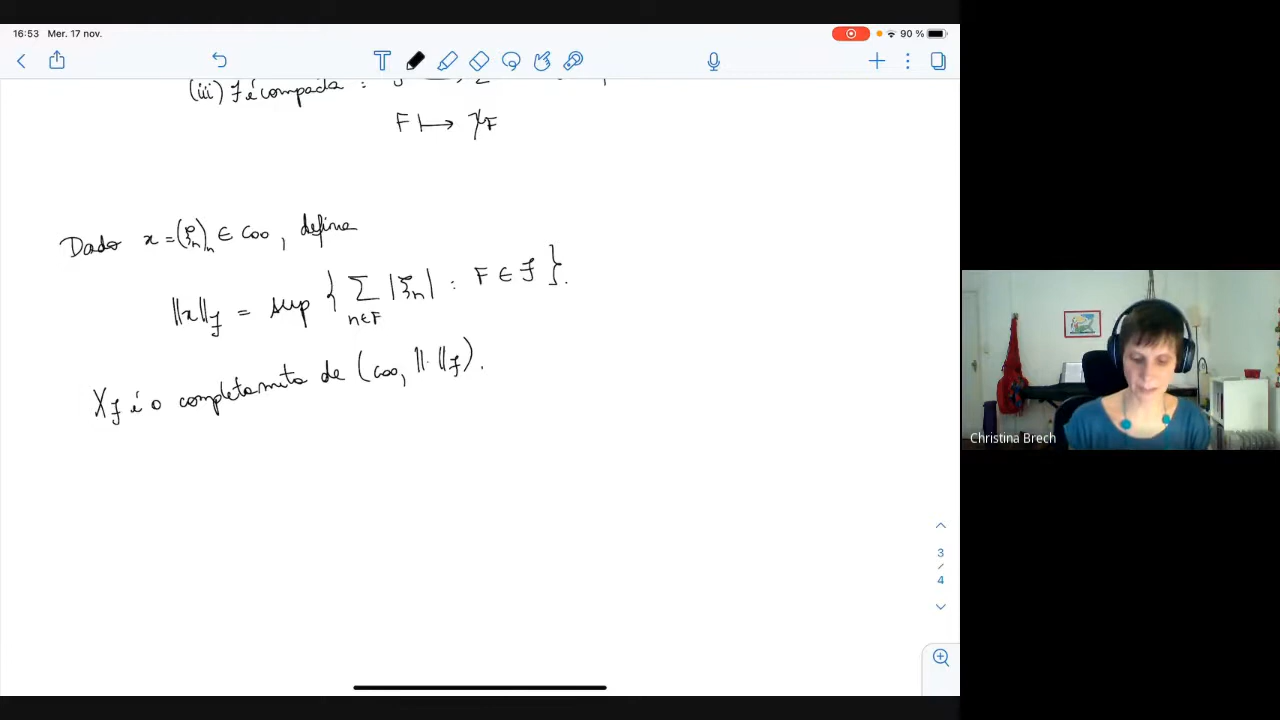 16:53 Mer. 17 nov.
90 %
T
(iii) F é compacta :
F ⟼ χ_F
Dado x = (ξ_n)_n ∈ c00, defina
||x||_F = sup { ∑_{n∈F} |ξ_n| : F ∈ F }.
X_F é o completamento de (c00, ||·||_F).
Christina Brech
3
/
4